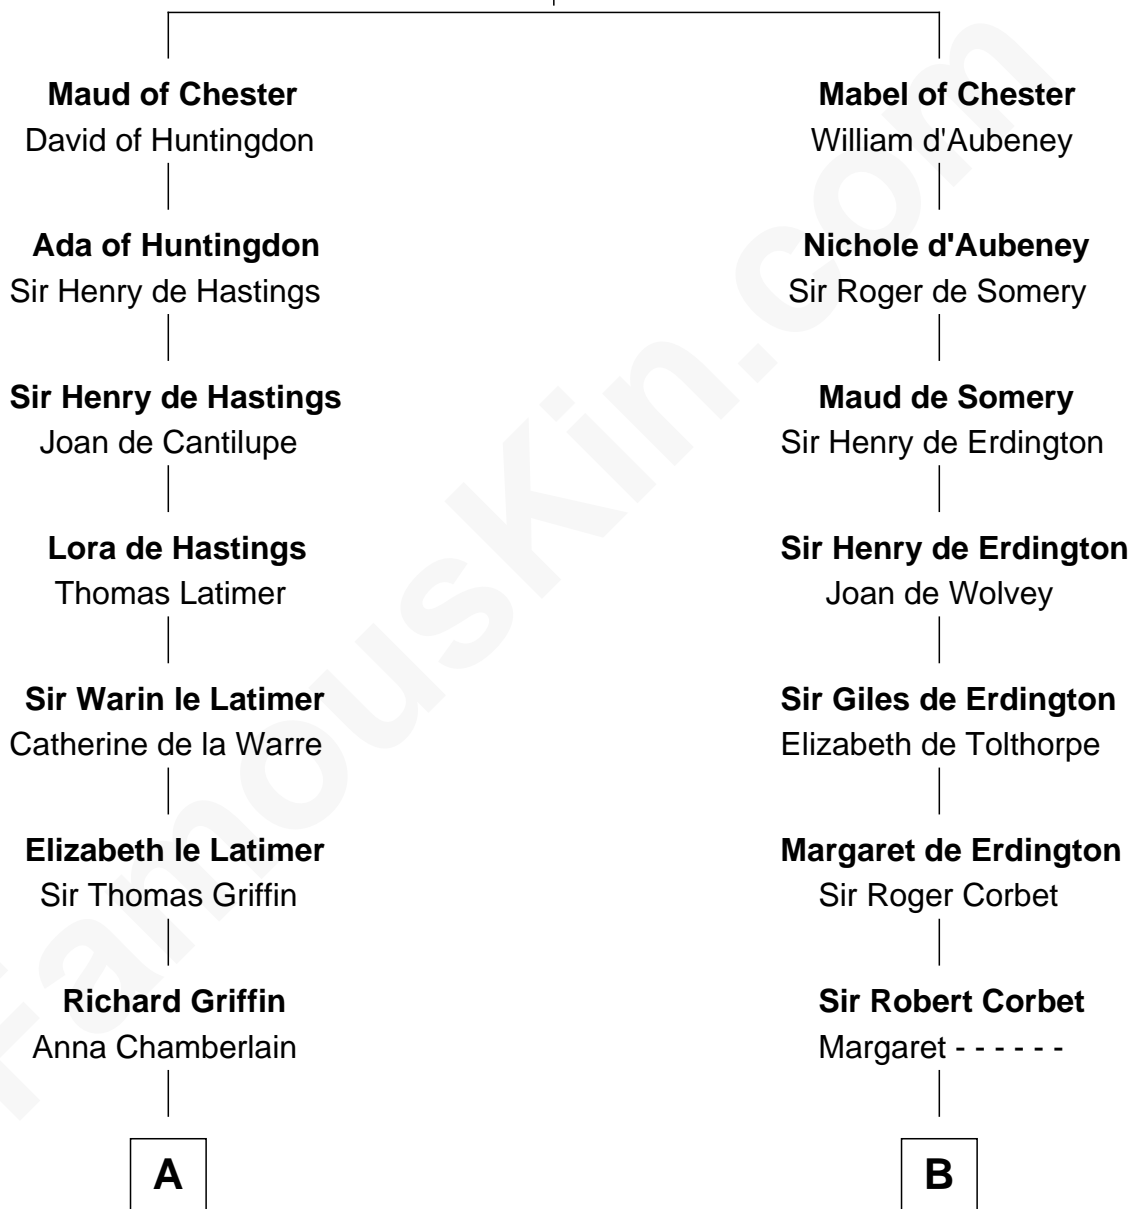 Maud of Chester
David of Huntingdon
Ada of Huntingdon
Sir Henry de Hastings
Sir Henry de Hastings
Joan de Cantilupe
Lora de Hastings
Thomas Latimer
Sir Warin le Latimer
Catherine de la Warre
Elizabeth le Latimer
Sir Thomas Griffin
Richard Griffin
Anna Chamberlain
A
Mabel of Chester
William d'Aubeney
Nichole d'Aubeney
Sir Roger de Somery
Maud de Somery
Sir Henry de Erdington
Sir Henry de Erdington
Joan de Wolvey
Sir Giles de Erdington
Elizabeth de Tolthorpe
Margaret de Erdington
Sir Roger Corbet
Sir Robert Corbet
Margaret - - - - - -
B
FamousKin.com